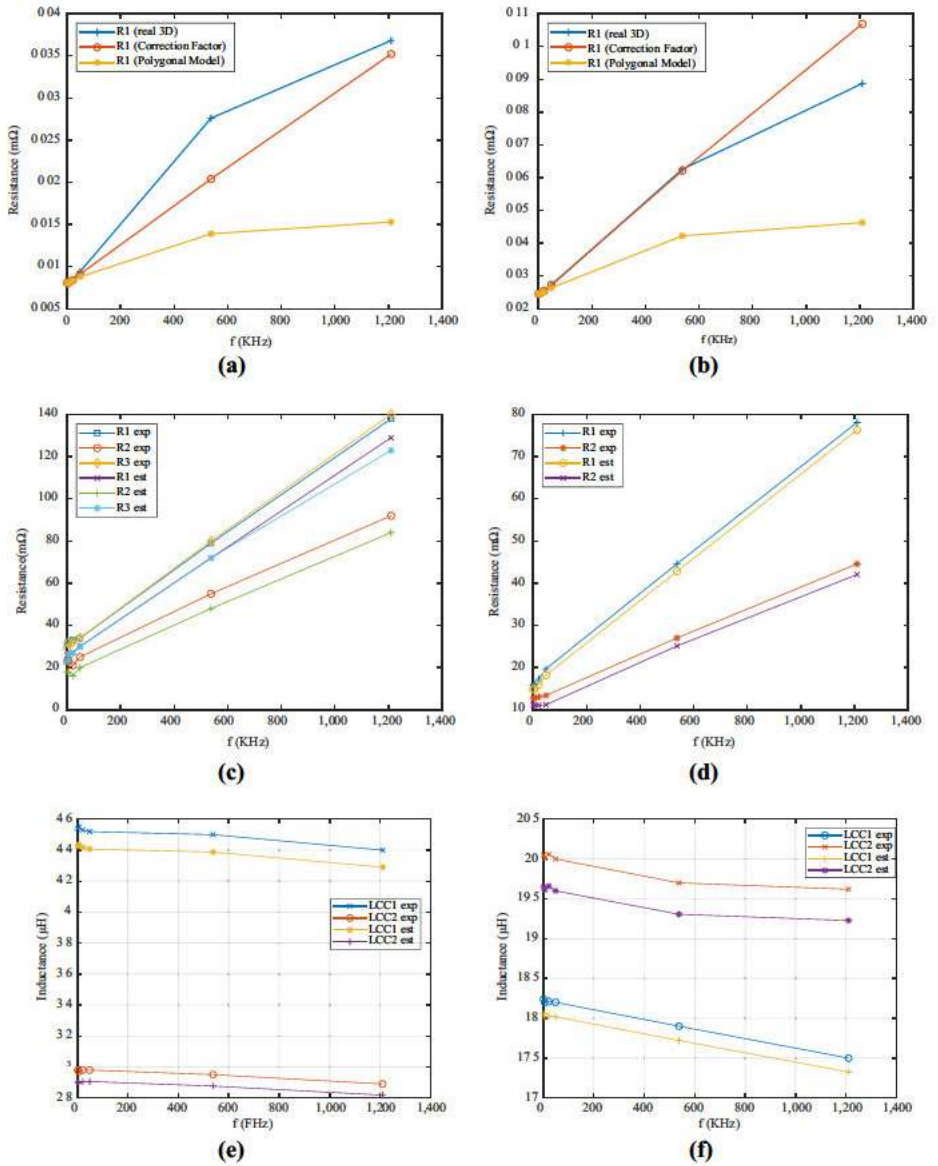 0 04
0 035
0 03
0 025
0 02
0 015
0 01
0 005
0 200 400 600 800 1,000 1,200 1,400
Resistance (mΩ)
f (KHz)
R1 (real 3D)
R1 (Correction Factor)
R1 (Polygonal Model)
(a)
0 11
0 1
0 09
0 08
0 07
0 06
0 05
0 04
0 03
0 02
0 200 400 600 800 1,000 1,200 1,400
Resistance (mΩ)
f (KHz)
R1 (real 3D)
R1 (Correction Factor)
R1 (Polygonal Model)
(b)
140
120
100
80
60
40
20
0
0 200 400 600 800 1,000 1,200 1,400
Resistance(mΩ)
f (KHz)
R1 exp
R2 exp
R3 exp
R1 est
R2 est
R3 est
(c)
80
70
60
50
40
30
20
10
0 200 400 600 800 1,000 1,200 1,400
Resistance (mΩ)
f (KHz)
R1 exp
R2 exp
R1 est
R2 est
(d)
4 6
4 4
4 2
4
3 8
3 6
3 4
3 2
3
2 8
0 200 400 600 800 1,000 1,200 1,400
Inductance (μH)
f (FHz)
LCC1 exp
LCC2 exp
LCC1 est
LCC2 est
(e)
20 5
20
19 5
19
18 5
18
17.5
17
0 200 400 600 800 1,000 1,200 1,400
Inductance (μH)
f (KHz)
LCC1 exp
LCC2 exp
LCC1 est
LCC2 est
(f)